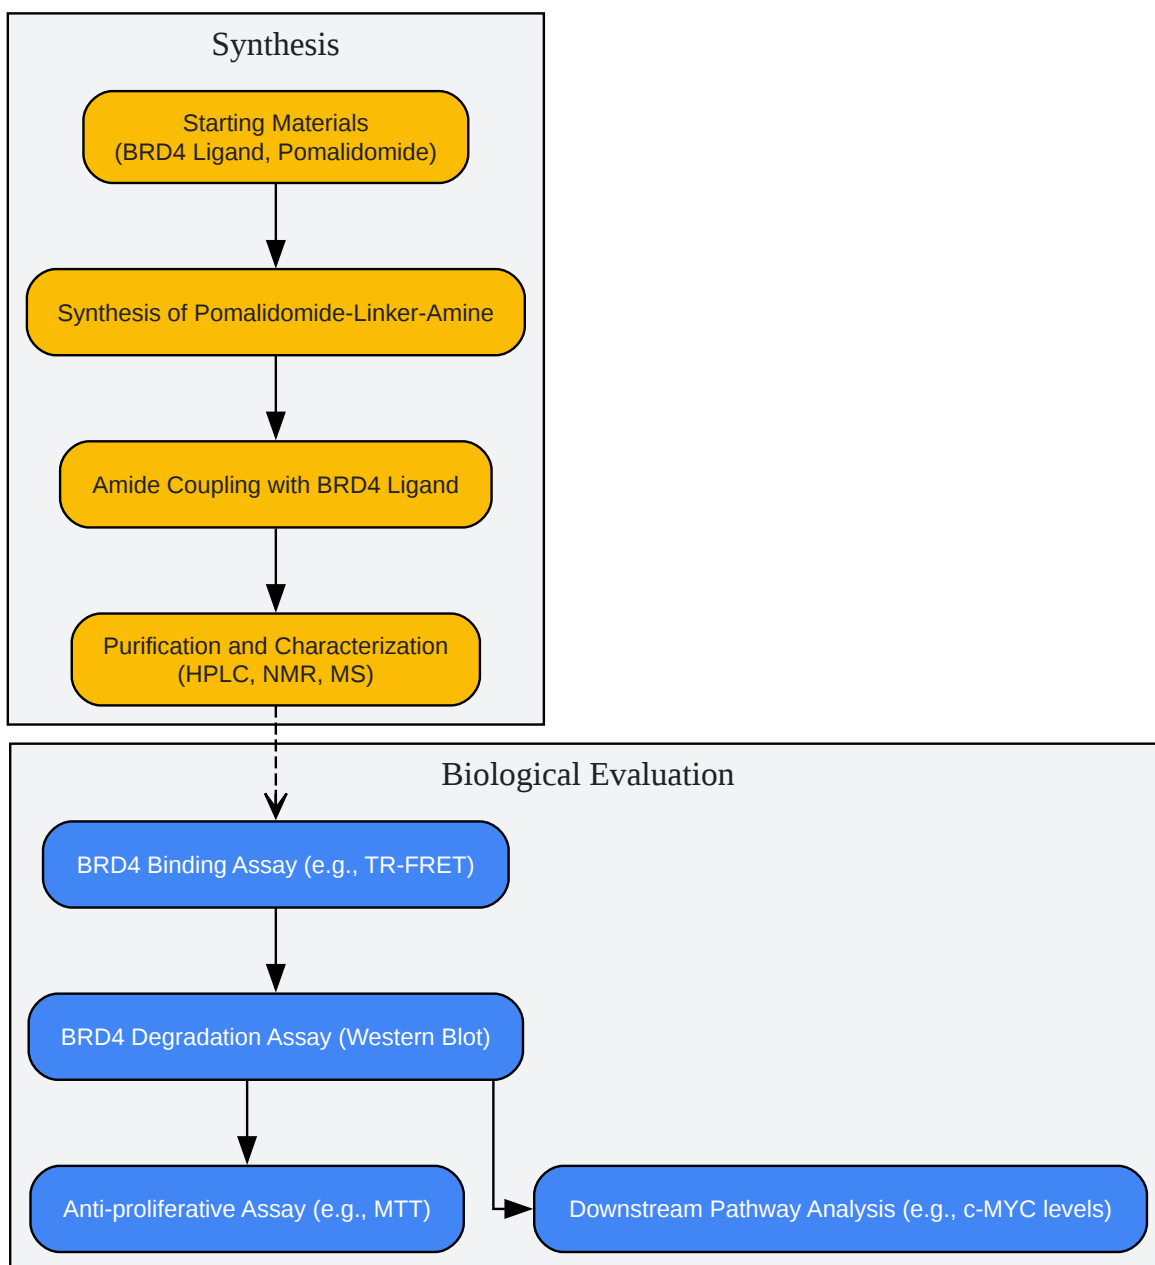 Synthesis
Starting Materials
(BRD4 Ligand, Pomalidomide)
Synthesis of Pomalidomide-Linker-Amine
Amide Coupling with BRD4 Ligand
Purification and Characterization
(HPLC, NMR, MS)
Biological Evaluation
BRD4 Binding Assay (e.g., TR-FRET)
BRD4 Degradation Assay (Western Blot)
Anti-proliferative Assay (e.g., MTT)
Downstream Pathway Analysis (e.g., c-MYC levels)